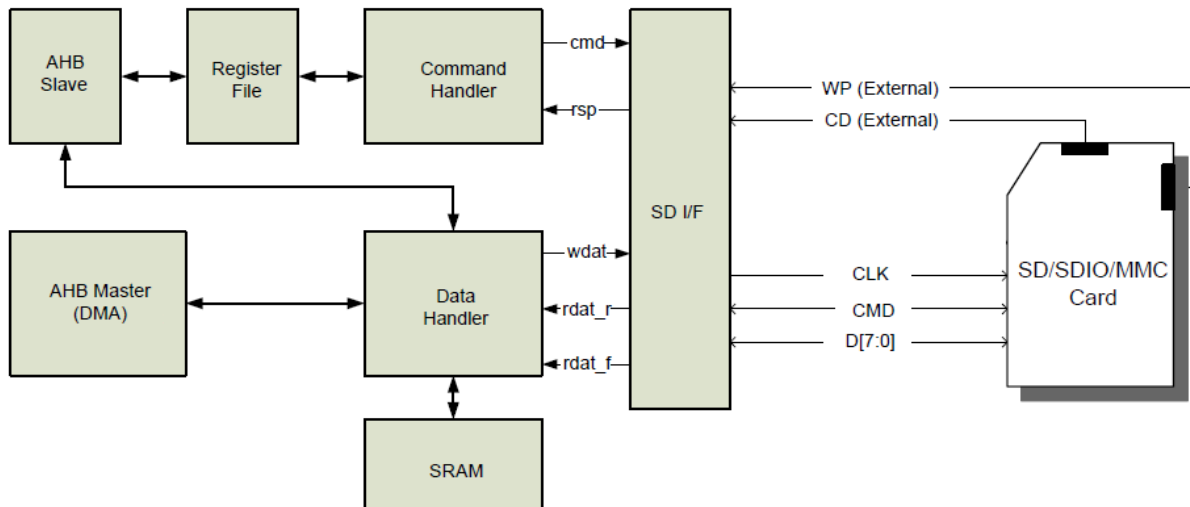 AHB
Slave
Register
File
Command
Handler
cmd
rsp
SD I/F
WP (External)
CD (External)
AHB Master
(DMA)
Data
Handler
wdat
rdat_r
rdat_f
CLK
CMD
D[7:0]
SD/SDIO/MMC
Card
SRAM